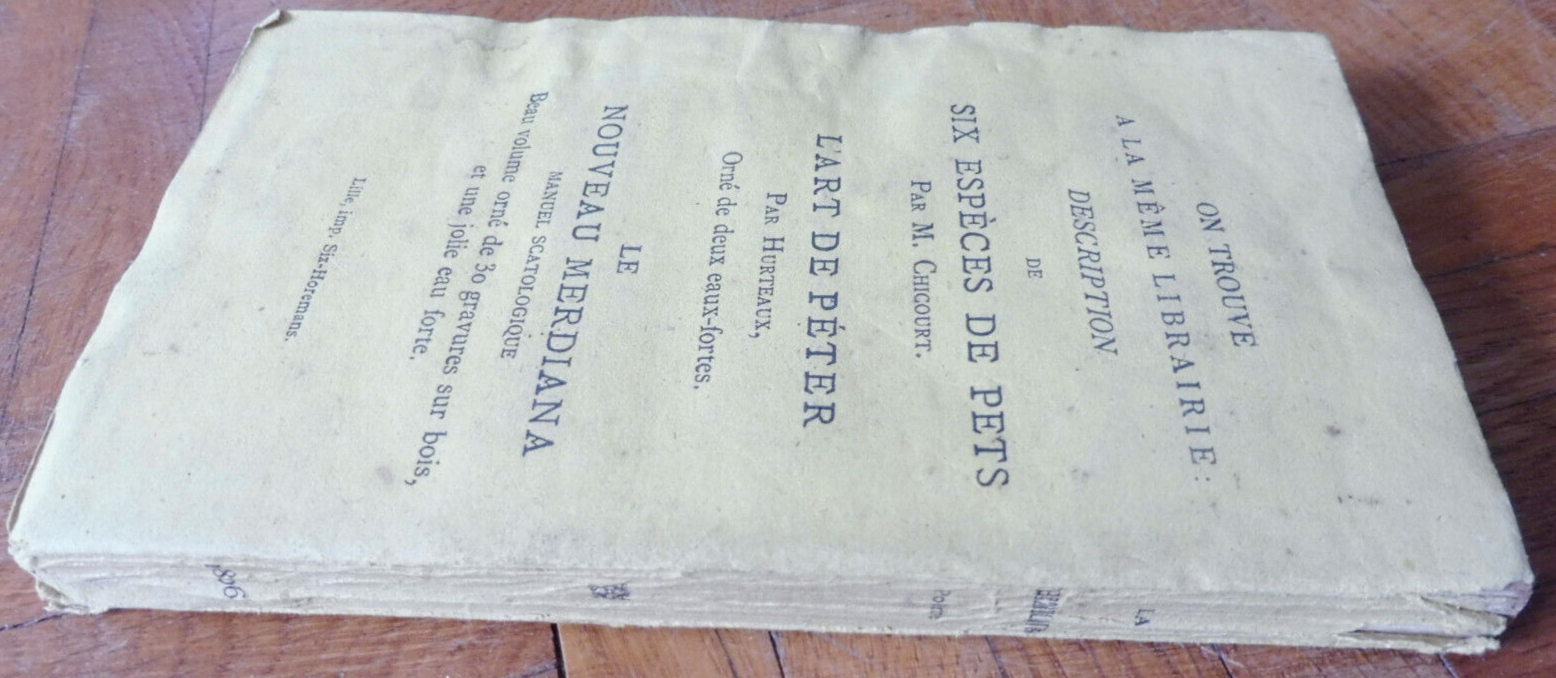 ON TROUVE
A LA MÊME LIBRAIRIE :
DESCRIPTION
DE
SIX ESPÈCES DE PETS
PAR M. CHICOURT.
L'ART DE PÉTER
PAR HURTEAUX,
Orné de deux eaux-fortes.
LE
NOUVEAU MERDIANA
MANUEL SCATOLOGIQUE
Beau volume orné de 30 gravures sur bois,
et une jolie eau forte.
Lille, imp. Six-Horemans.
LA